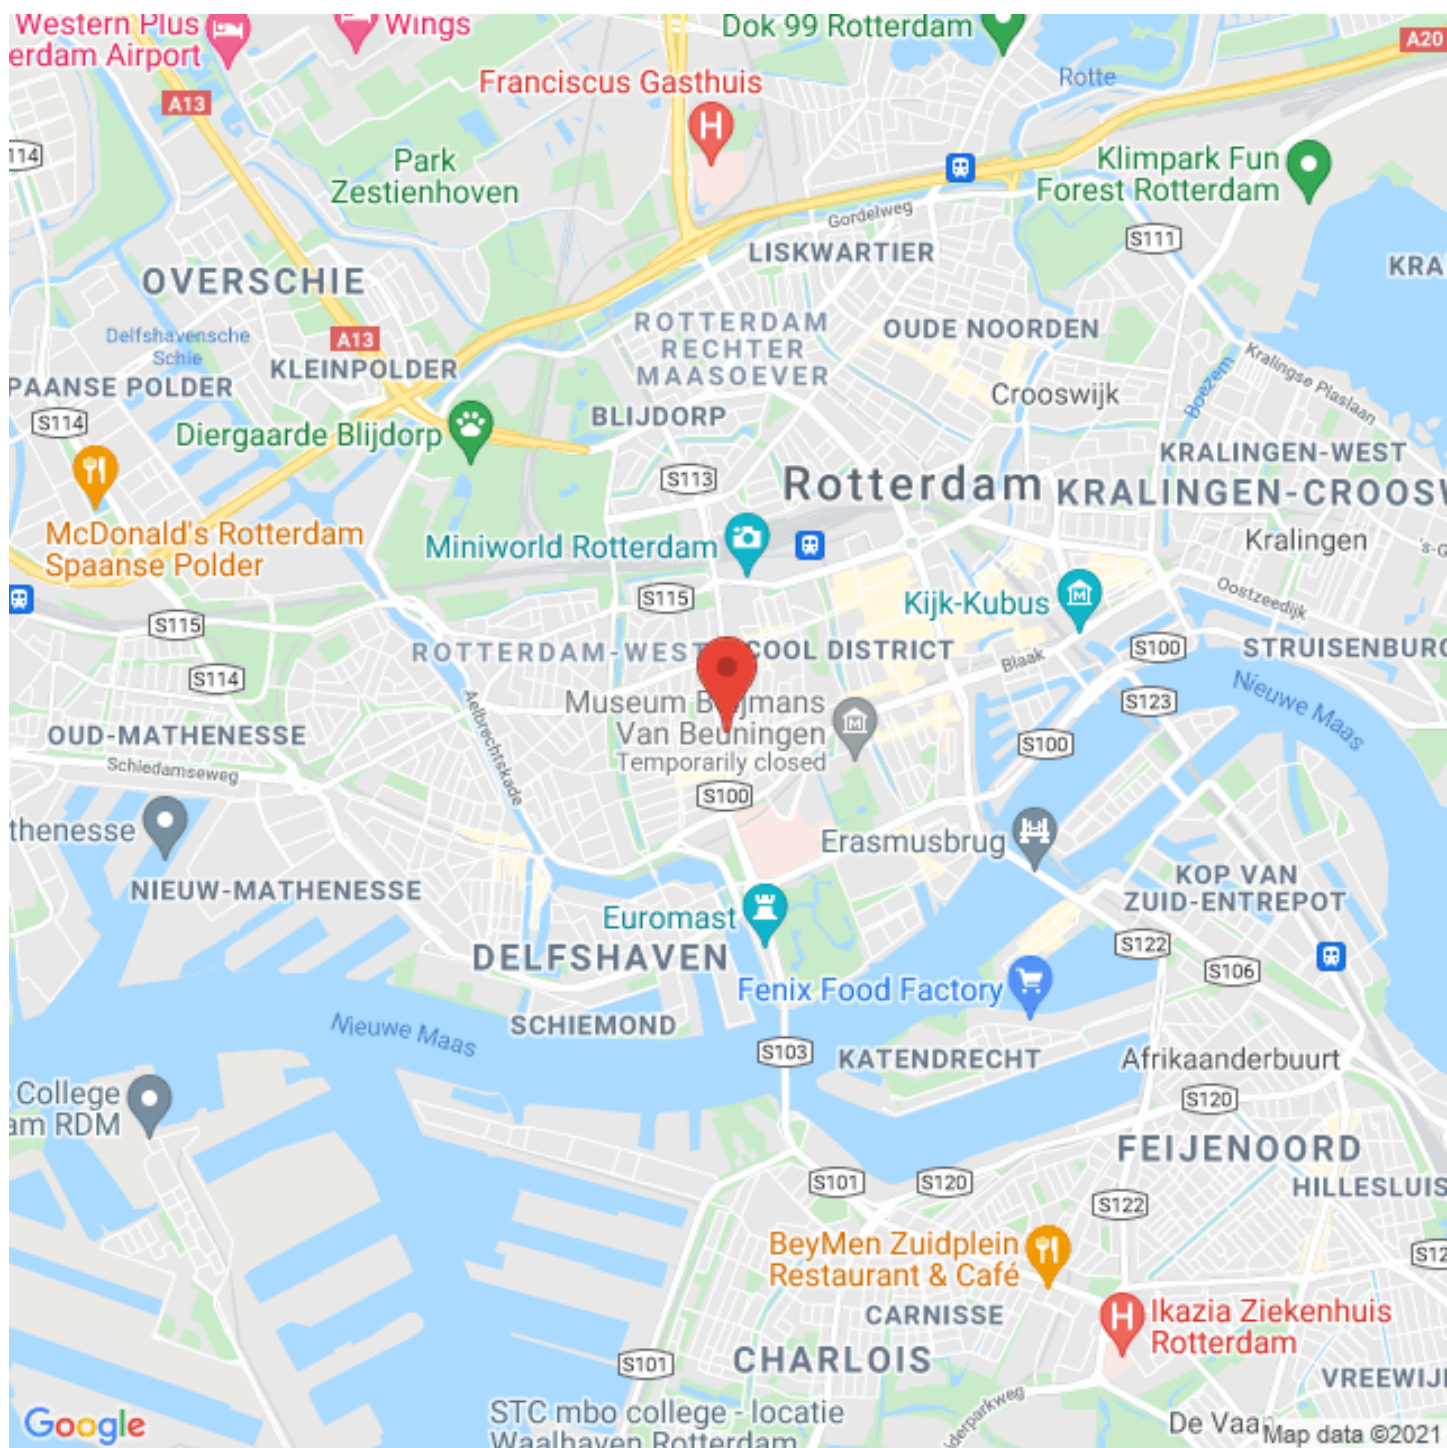 Western Plus
erdam Airport
Wings
Dok 99 Rotterdam
A20
Rotte
Franciscus Gasthuis
A13
114
Park
Zestienhoven
Klimpark Fun
Forest Rotterdam
Gordelweg
S111
LISKWARTIER
KRA
OVERSCHIE
ROTTERDAM
RECHTER
MAASOEVER
OUDE NOORDEN
Delfshavensche
Schie
A13
KLEINPOLDER
Kralingse Plaslaan
Boezem
PAANSE POLDER
Crooswijk
BLIJDORP
S114
Diergaarde Blijdorp
KRALINGEN-WEST
S113
Rotterdam
KRALINGEN-CROOSW
McDonald's Rotterdam
Spaanse Polder
Miniworld Rotterdam
Kralingen
's-G
S115
Kijk-Kubus
Oostzeedijk
S115
ROTTERDAM-WEST
COOL DISTRICT
Blaak
S100
STRUISENBURG
S114
Aelbrechtskade
Museum B
jmans
Van Beuningen
Temporarily closed
S123
Nieuwe Maas
OUD-MATHENESSE
S100
Schiedamseweg
S100
thenesse
Erasmusbrug
NIEUW-MATHENESSE
KOP VAN
ZUID-ENTREPOT
Euromast
DELFSHAVEN
S122
S106
Fenix Food Factory
Nieuwe Maas
SCHIEMOND
S103
KATENDRECHT
Afrikaanderbuurt
College
am RDM
S120
FEIJENOORD
S101
S120
HILLESLUIS
S122
BeyMen Zuidplein
Restaurant & Café
S12
CARNISSE
Ikazia Ziekenhuis
Rotterdam
S101
CHARLOIS
VREEWIJ
STC mbo college - locatie
Waalhaven Rotterdam
iderparkweg
De Vaa
Google
Map data ©2021